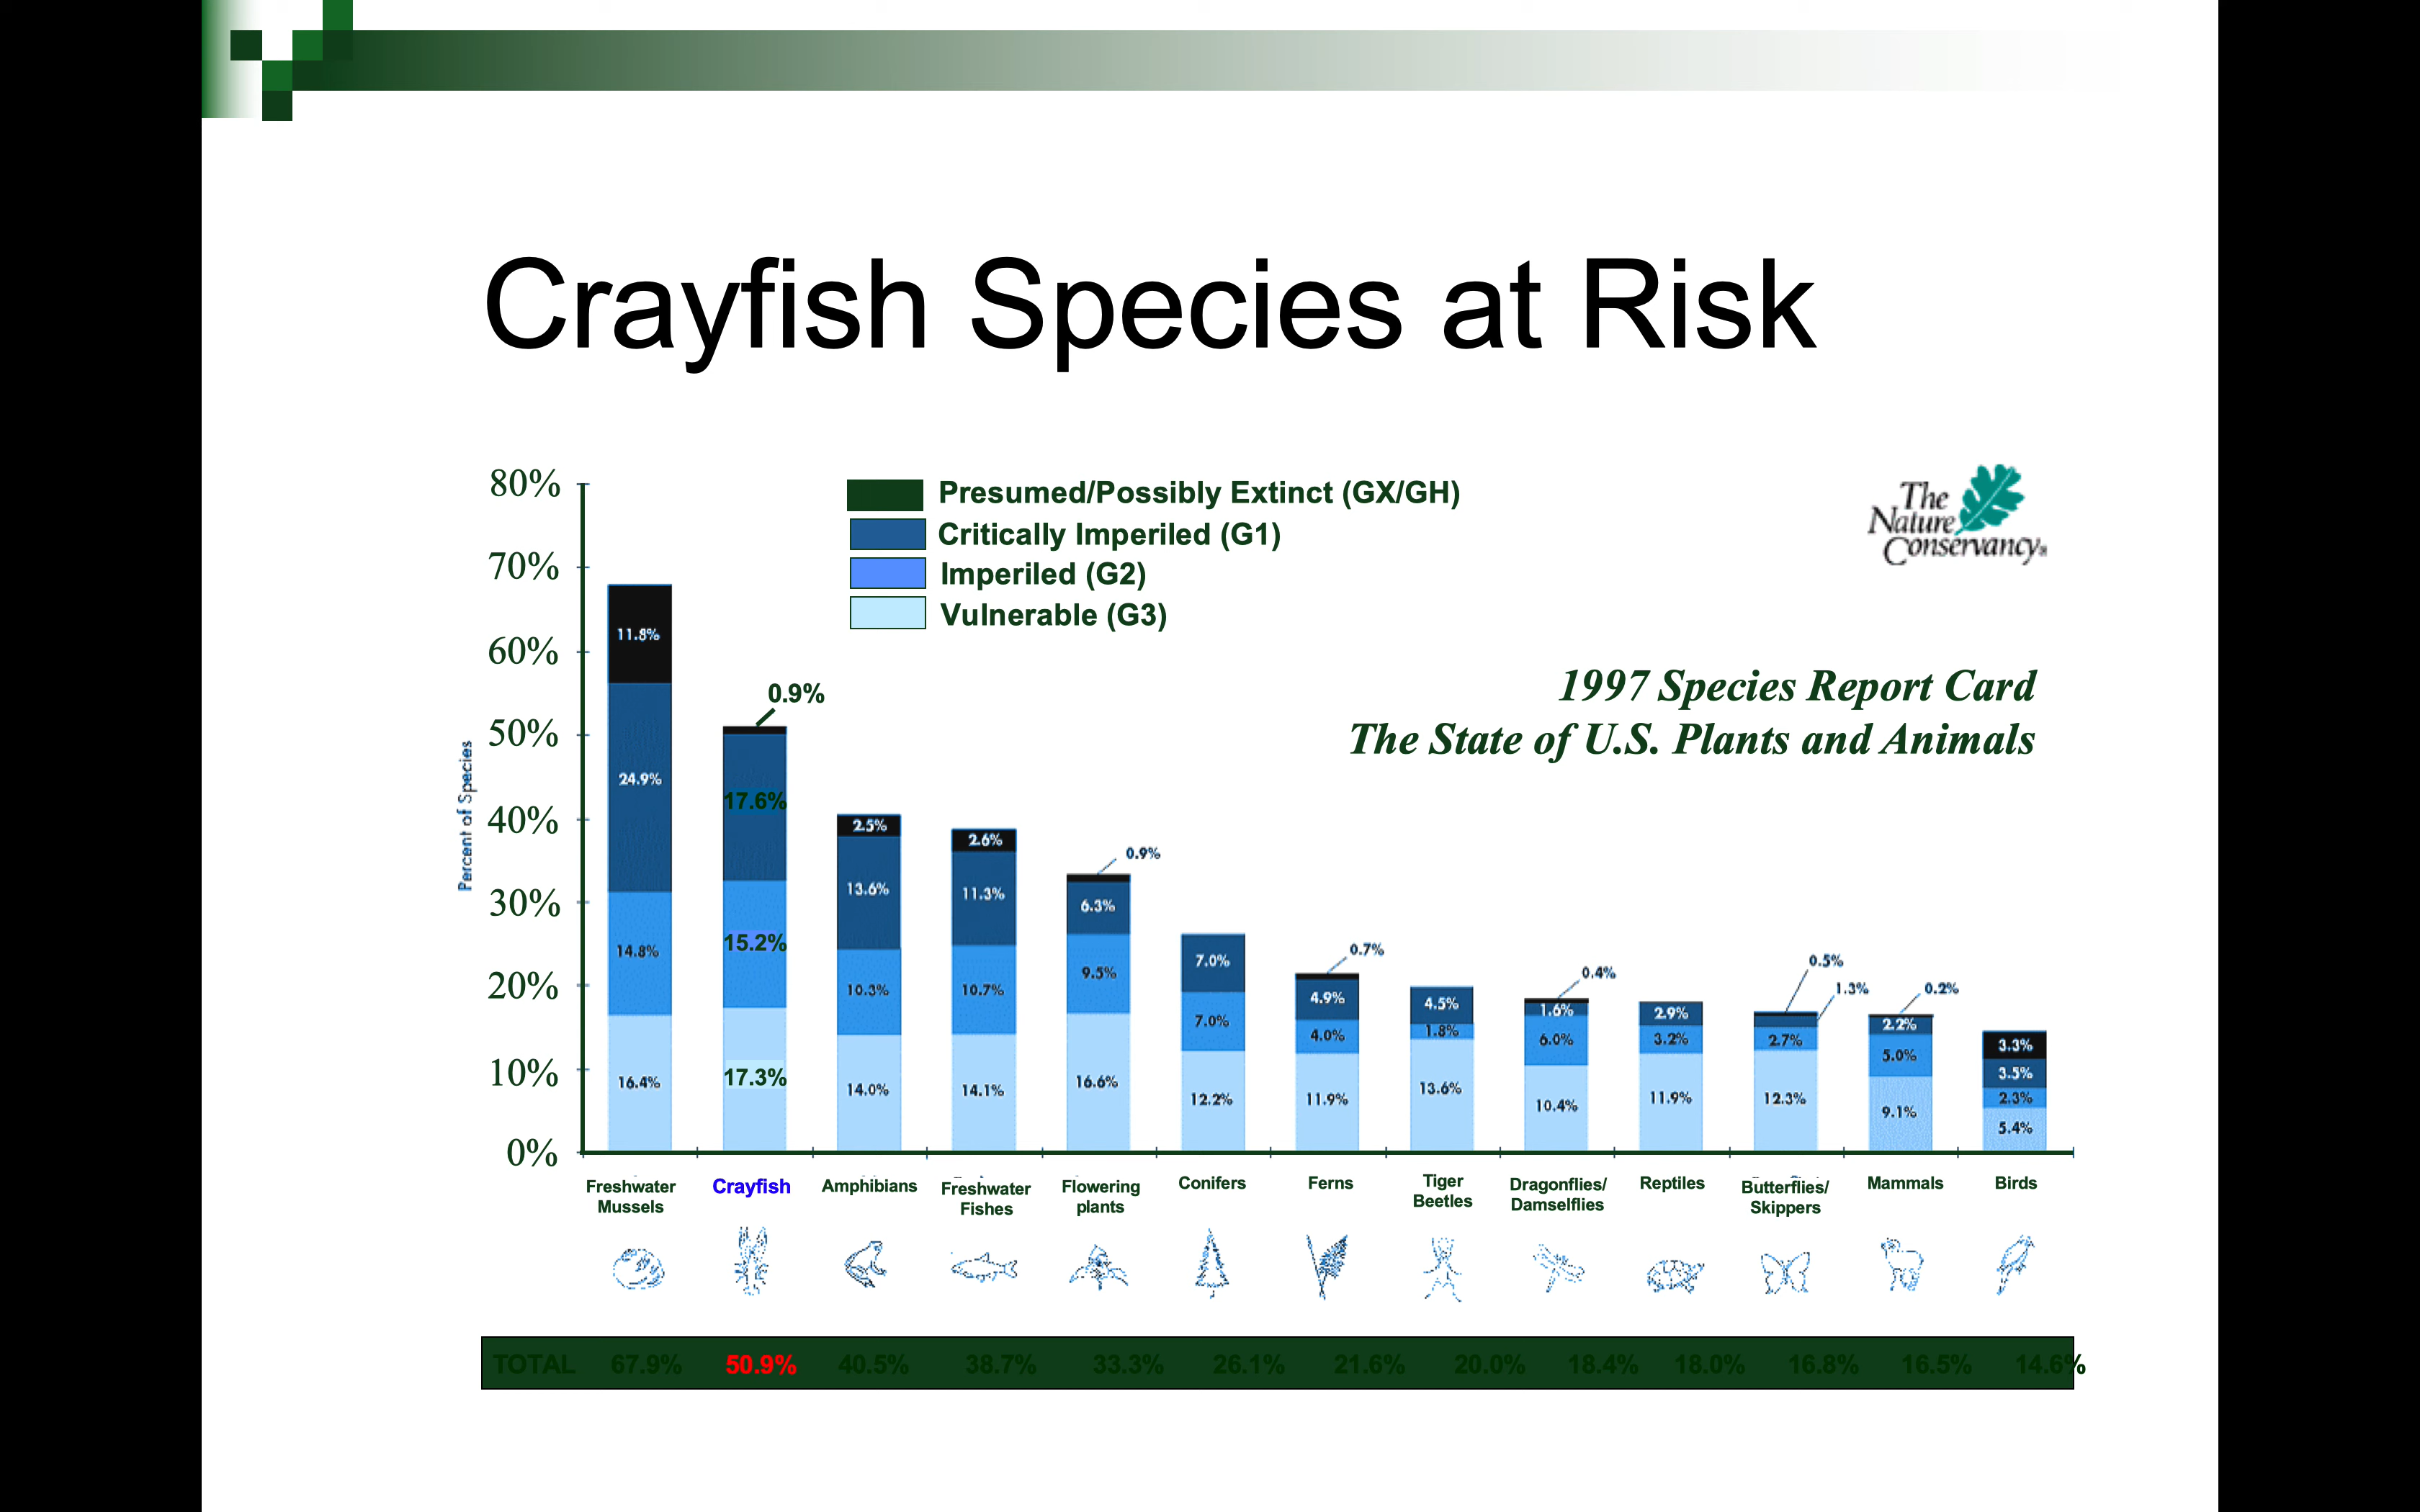 Crayfish Species at Risk
80%
70%
60%
50%
40%
30%
20%
10%
0%
Percent of Species
Presumed/Possibly Extinct (GX/GH)
Critically Imperiled (G1)
Imperiled (G2)
Vulnerable (G3)
The
Nature
Conservancy®
1997 Species Report Card
The State of U.S. Plants and Animals
11.8%
24.9%
14.8%
16.4%
0.9%
17.6%
15.2%
17.3%
2.5%
13.6%
10.3%
14.0%
2.6%
11.3%
10.7%
14.1%
0.9%
6.3%
9.5%
16.6%
7.0%
7.0%
12.2%
0.7%
4.9%
4.0%
11.9%
4.5%
1.8%
13.6%
0.4%
1.6%
6.0%
10.4%
2.9%
3.2%
11.9%
0.5%
1.3%
2.7%
12.3%
0.2%
2.2%
5.0%
9.1%
3.3%
3.5%
2.3%
5.4%
Freshwater
Mussels
Crayfish
Amphibians
Freshwater
Fishes
Flowering
plants
Conifers
Ferns
Tiger
Beetles
Dragonflies/
Damselflies
Reptiles
Butterflies/
Skippers
Mammals
Birds
TOTAL 67.9% 50.9% 40.5% 38.7% 33.3% 26.1% 21.6% 20.0% 18.4% 18.0% 16.8% 16.5% 14.6%